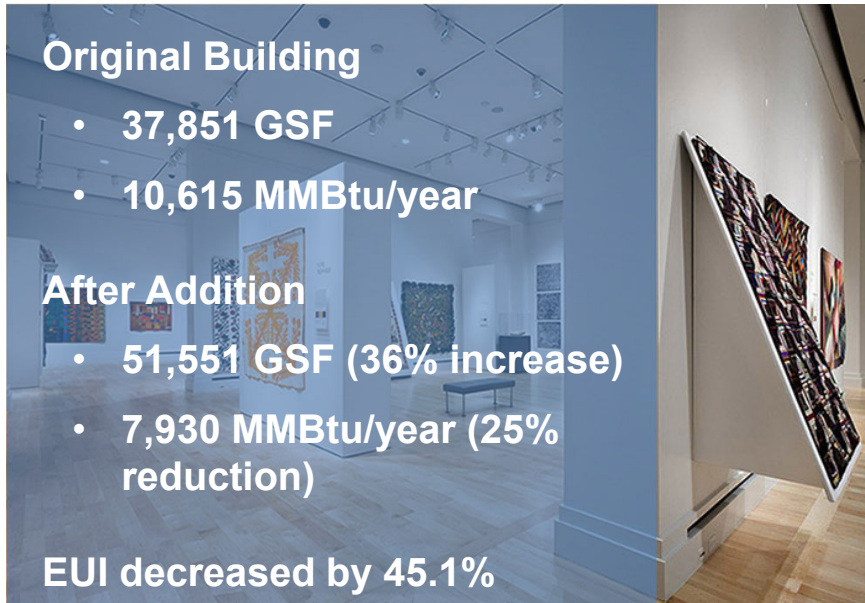 Original Building
• 37,851 GSF
• 10,615 MMBtu/year
After Addition
• 51,551 GSF (36% increase)
• 7,930 MMBtu/year (25%
reduction)
EUI decreased by 45.1%